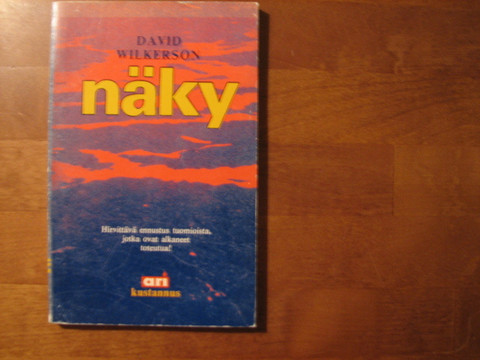 DAVID
WILKERSON
näky
Hirvittävä ennustus tuomioista,
jotka ovat alkaneet
toteutua!
ari
kustannus